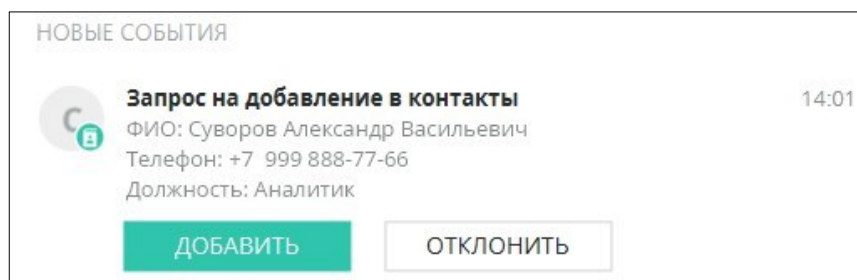 НОВЫЕ СОБЫТИЯ
Запрос на добавление в контакты 14:01
С
ФИО: Суворов Александр Васильевич
Телефон: +7 999 888-77-66
Должность: Аналитик
ДОБАВИТЬ ОТКЛОНИТЬ